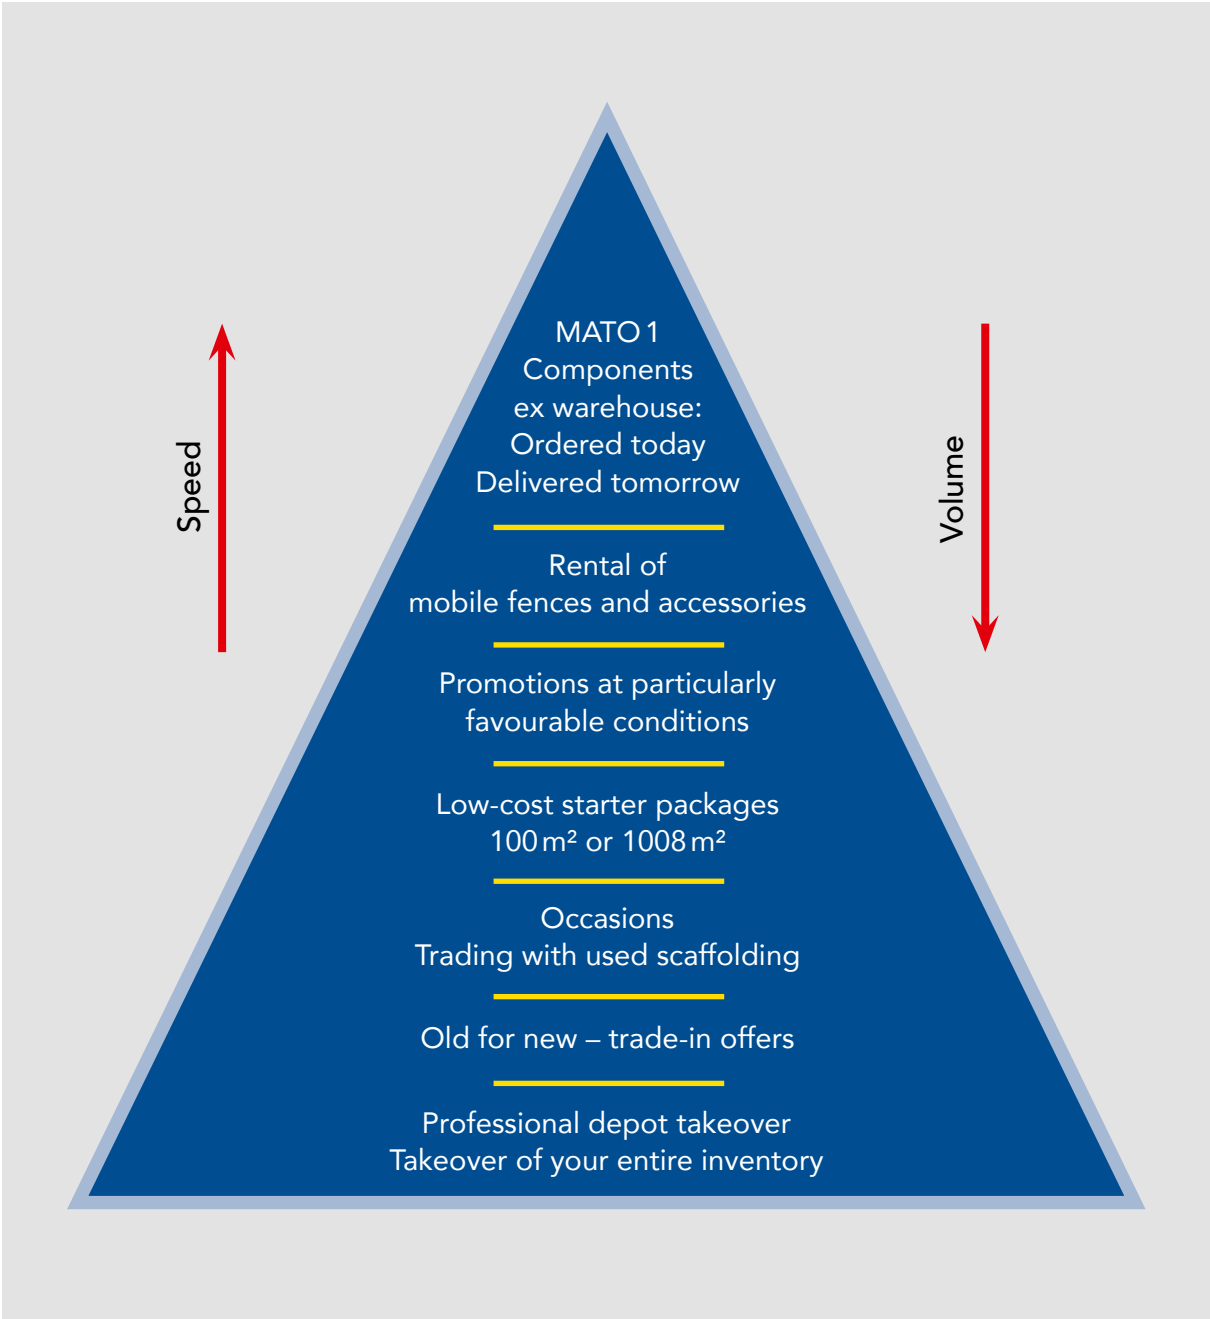 MATO 1
Components
ex warehouse:
Ordered today
Delivered tomorrow
Speed
Volume
Rental of
mobile fences and accessories
Promotions at particularly
favourable conditions
Low-cost starter packages
100 m² or 1008 m²
Occasions
Trading with used scaffolding
Old for new – trade-in offers
Professional depot takeover
Takeover of your entire inventory